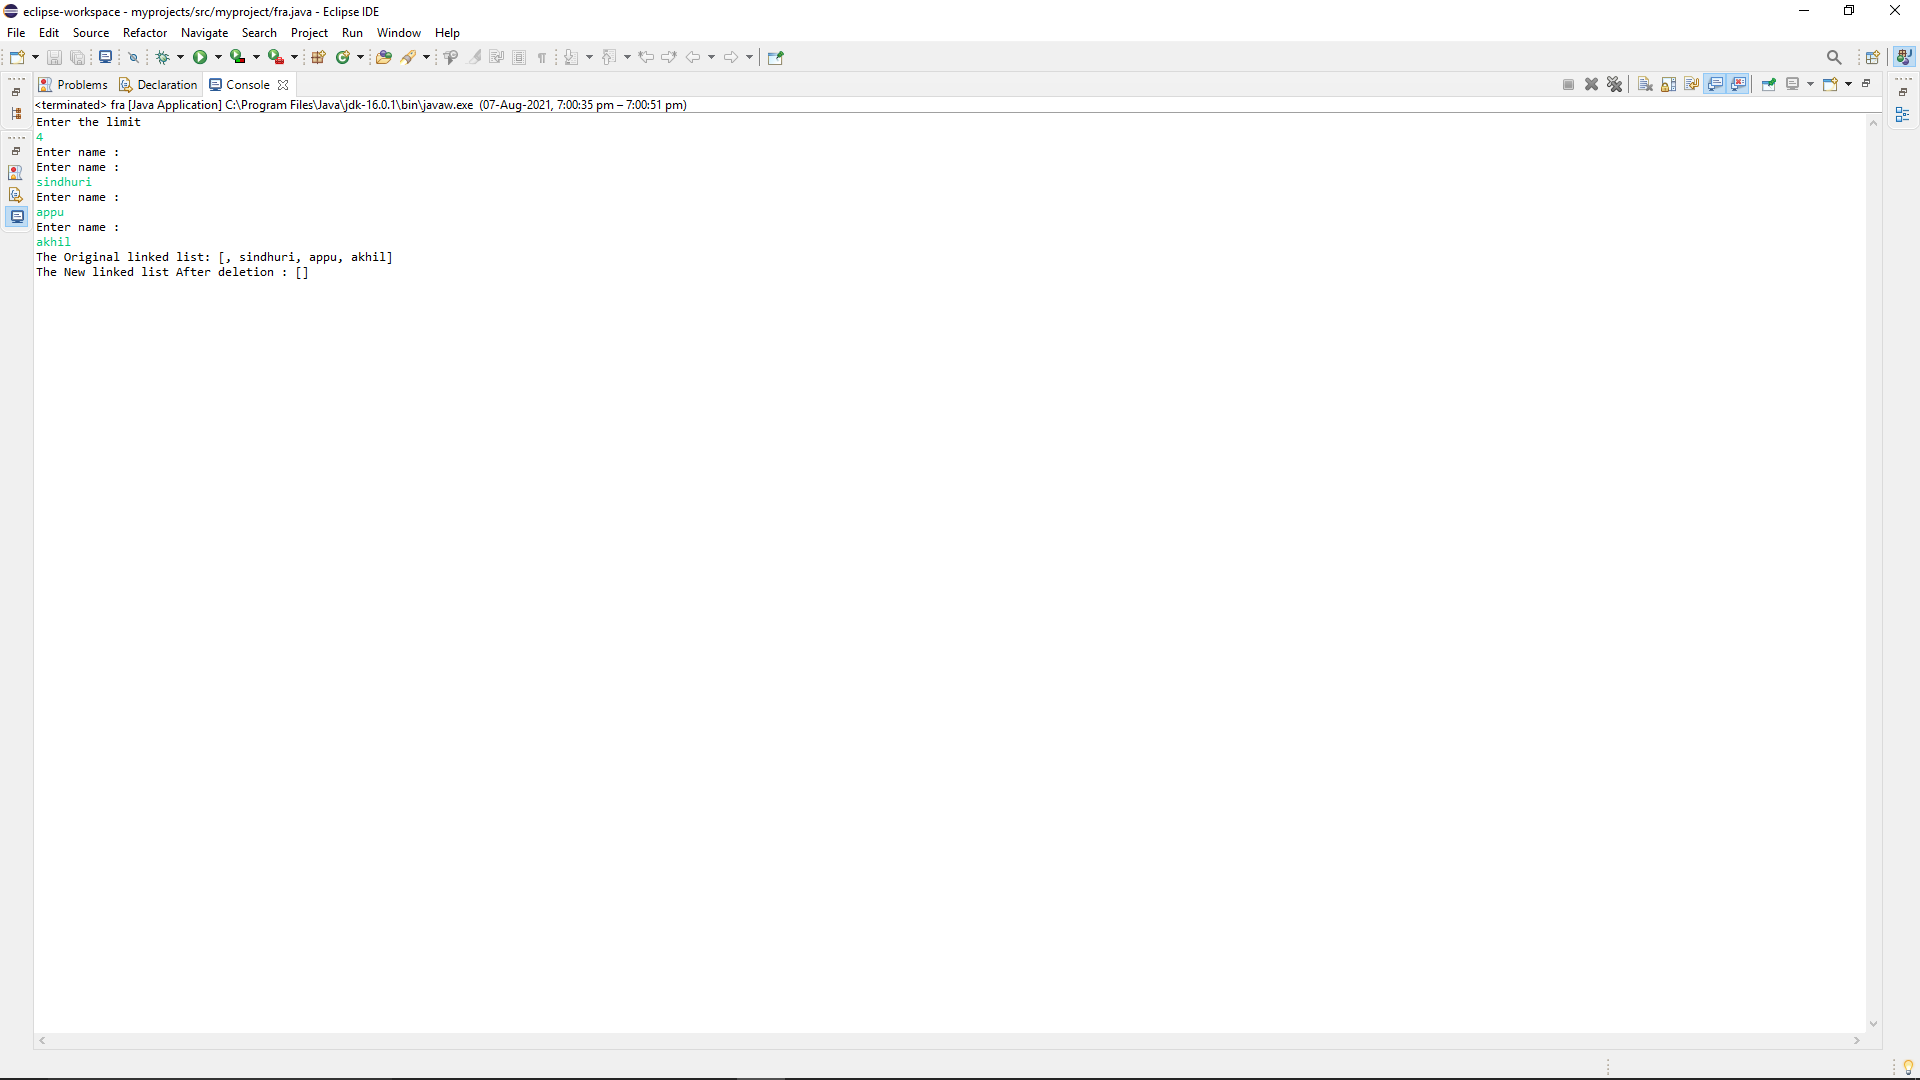 eclipse-workspace - myprojects/src/myproject/fra.java - Eclipse IDE
File Edit Source Refactor Navigate Search Project Run Window Help
Problems Declaration Console
<terminated> fra [Java Application] C:\Program Files\Java\jdk-16.0.1\bin\javaw.exe (07-Aug-2021, 7:00:35 pm – 7:00:51 pm)
Enter the limit
4
Enter name :
Enter name :
sindhuri
Enter name :
appu
Enter name :
akhil
The Original linked list: [, sindhuri, appu, akhil]
The New linked list After deletion : []